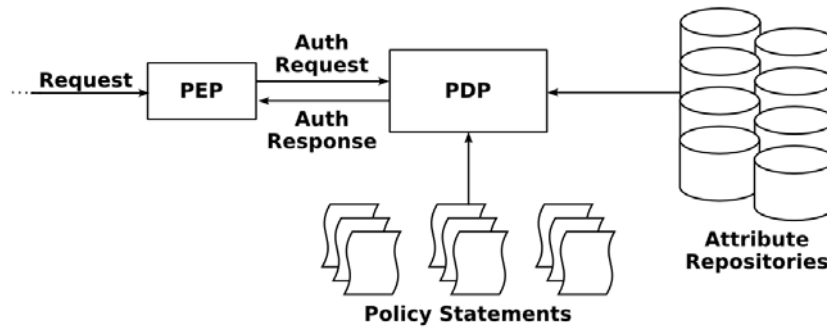 Request
PEP
Auth
Request
Auth
Response
PDP
Policy Statements
Attribute
Repositories